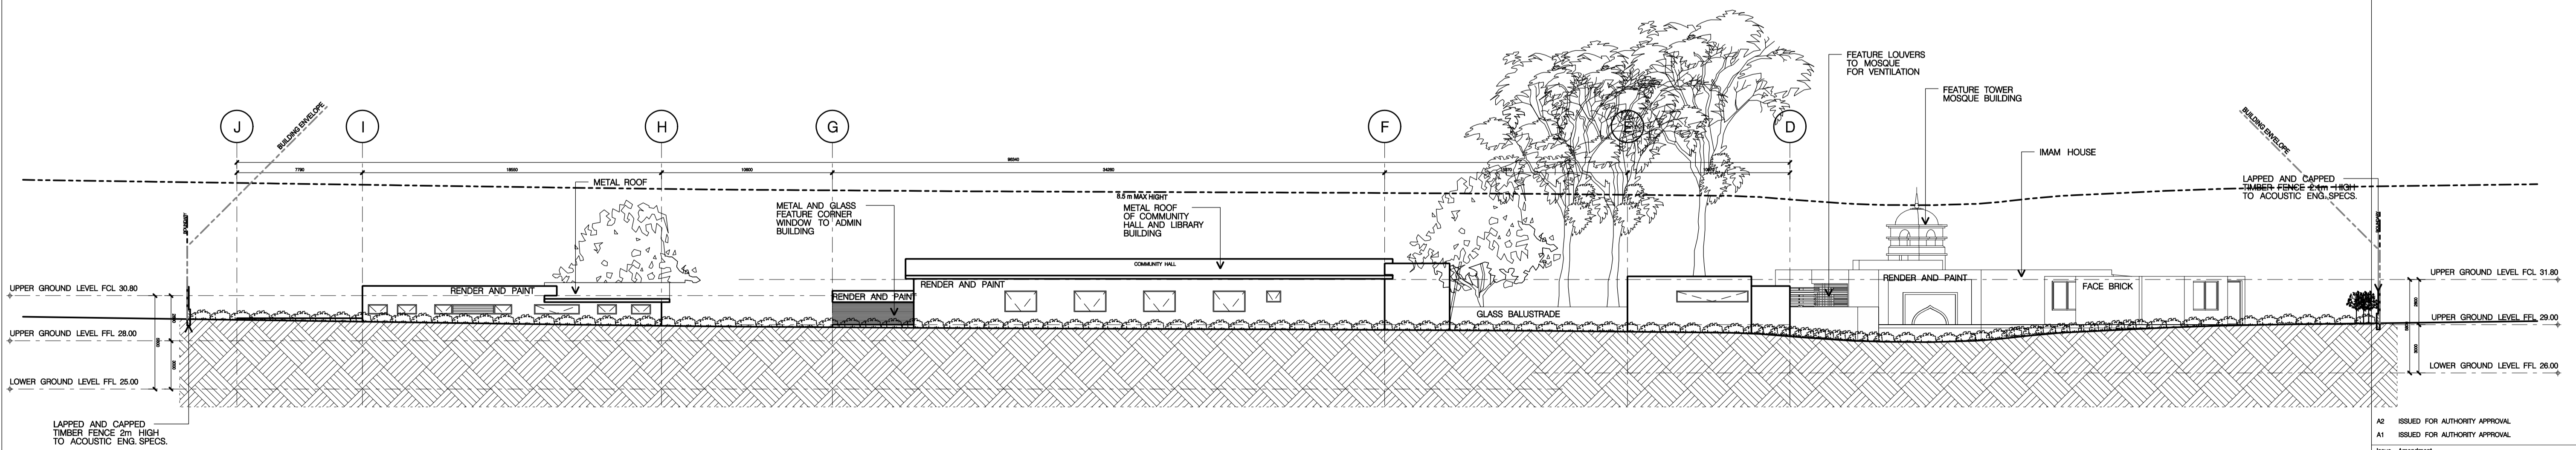 BUILDING ENVELOPE
J
I
H
G
F
E
D
BUILDING ENVELOPE
FEATURE LOUVERS
TO MOSQUE
FOR VENTILATION
FEATURE TOWER
MOSQUE BUILDING
IMAM HOUSE
96340
7790
10600
34260
METAL ROOF
8.5 m MAX HIGHT
METAL AND GLASS
FEATURE CORNER
WINDOW TO ADMIN
BUILDING
METAL ROOF
OF COMMUNITY
HALL AND LIBRARY
BUILDING
LAPPED AND CAPPED
TIMBER FENCE 2.1m HIGH
TO ACOUSTIC ENG. SPECS.
COMMUNITY HALL
UPPER GROUND LEVEL FCL 30.80
RENDER AND PAINT
RENDER AND PAINT
RENDER AND PAINT
RENDER AND PAINT
FACE BRICK
UPPER GROUND LEVEL FCL 31.80
GLASS BALUSTRADE
UPPER GROUND LEVEL FFL 28.00
UPPER GROUND LEVEL FFL 29.00
LOWER GROUND LEVEL FFL 25.00
LOWER GROUND LEVEL FFL 26.00
3000
LAPPED AND CAPPED
TIMBER FENCE 2m HIGH
TO ACOUSTIC ENG. SPECS.
A2 ISSUED FOR AUTHORITY APPROVAL
A1 ISSUED FOR AUTHORITY APPROVAL
Issue Amendment